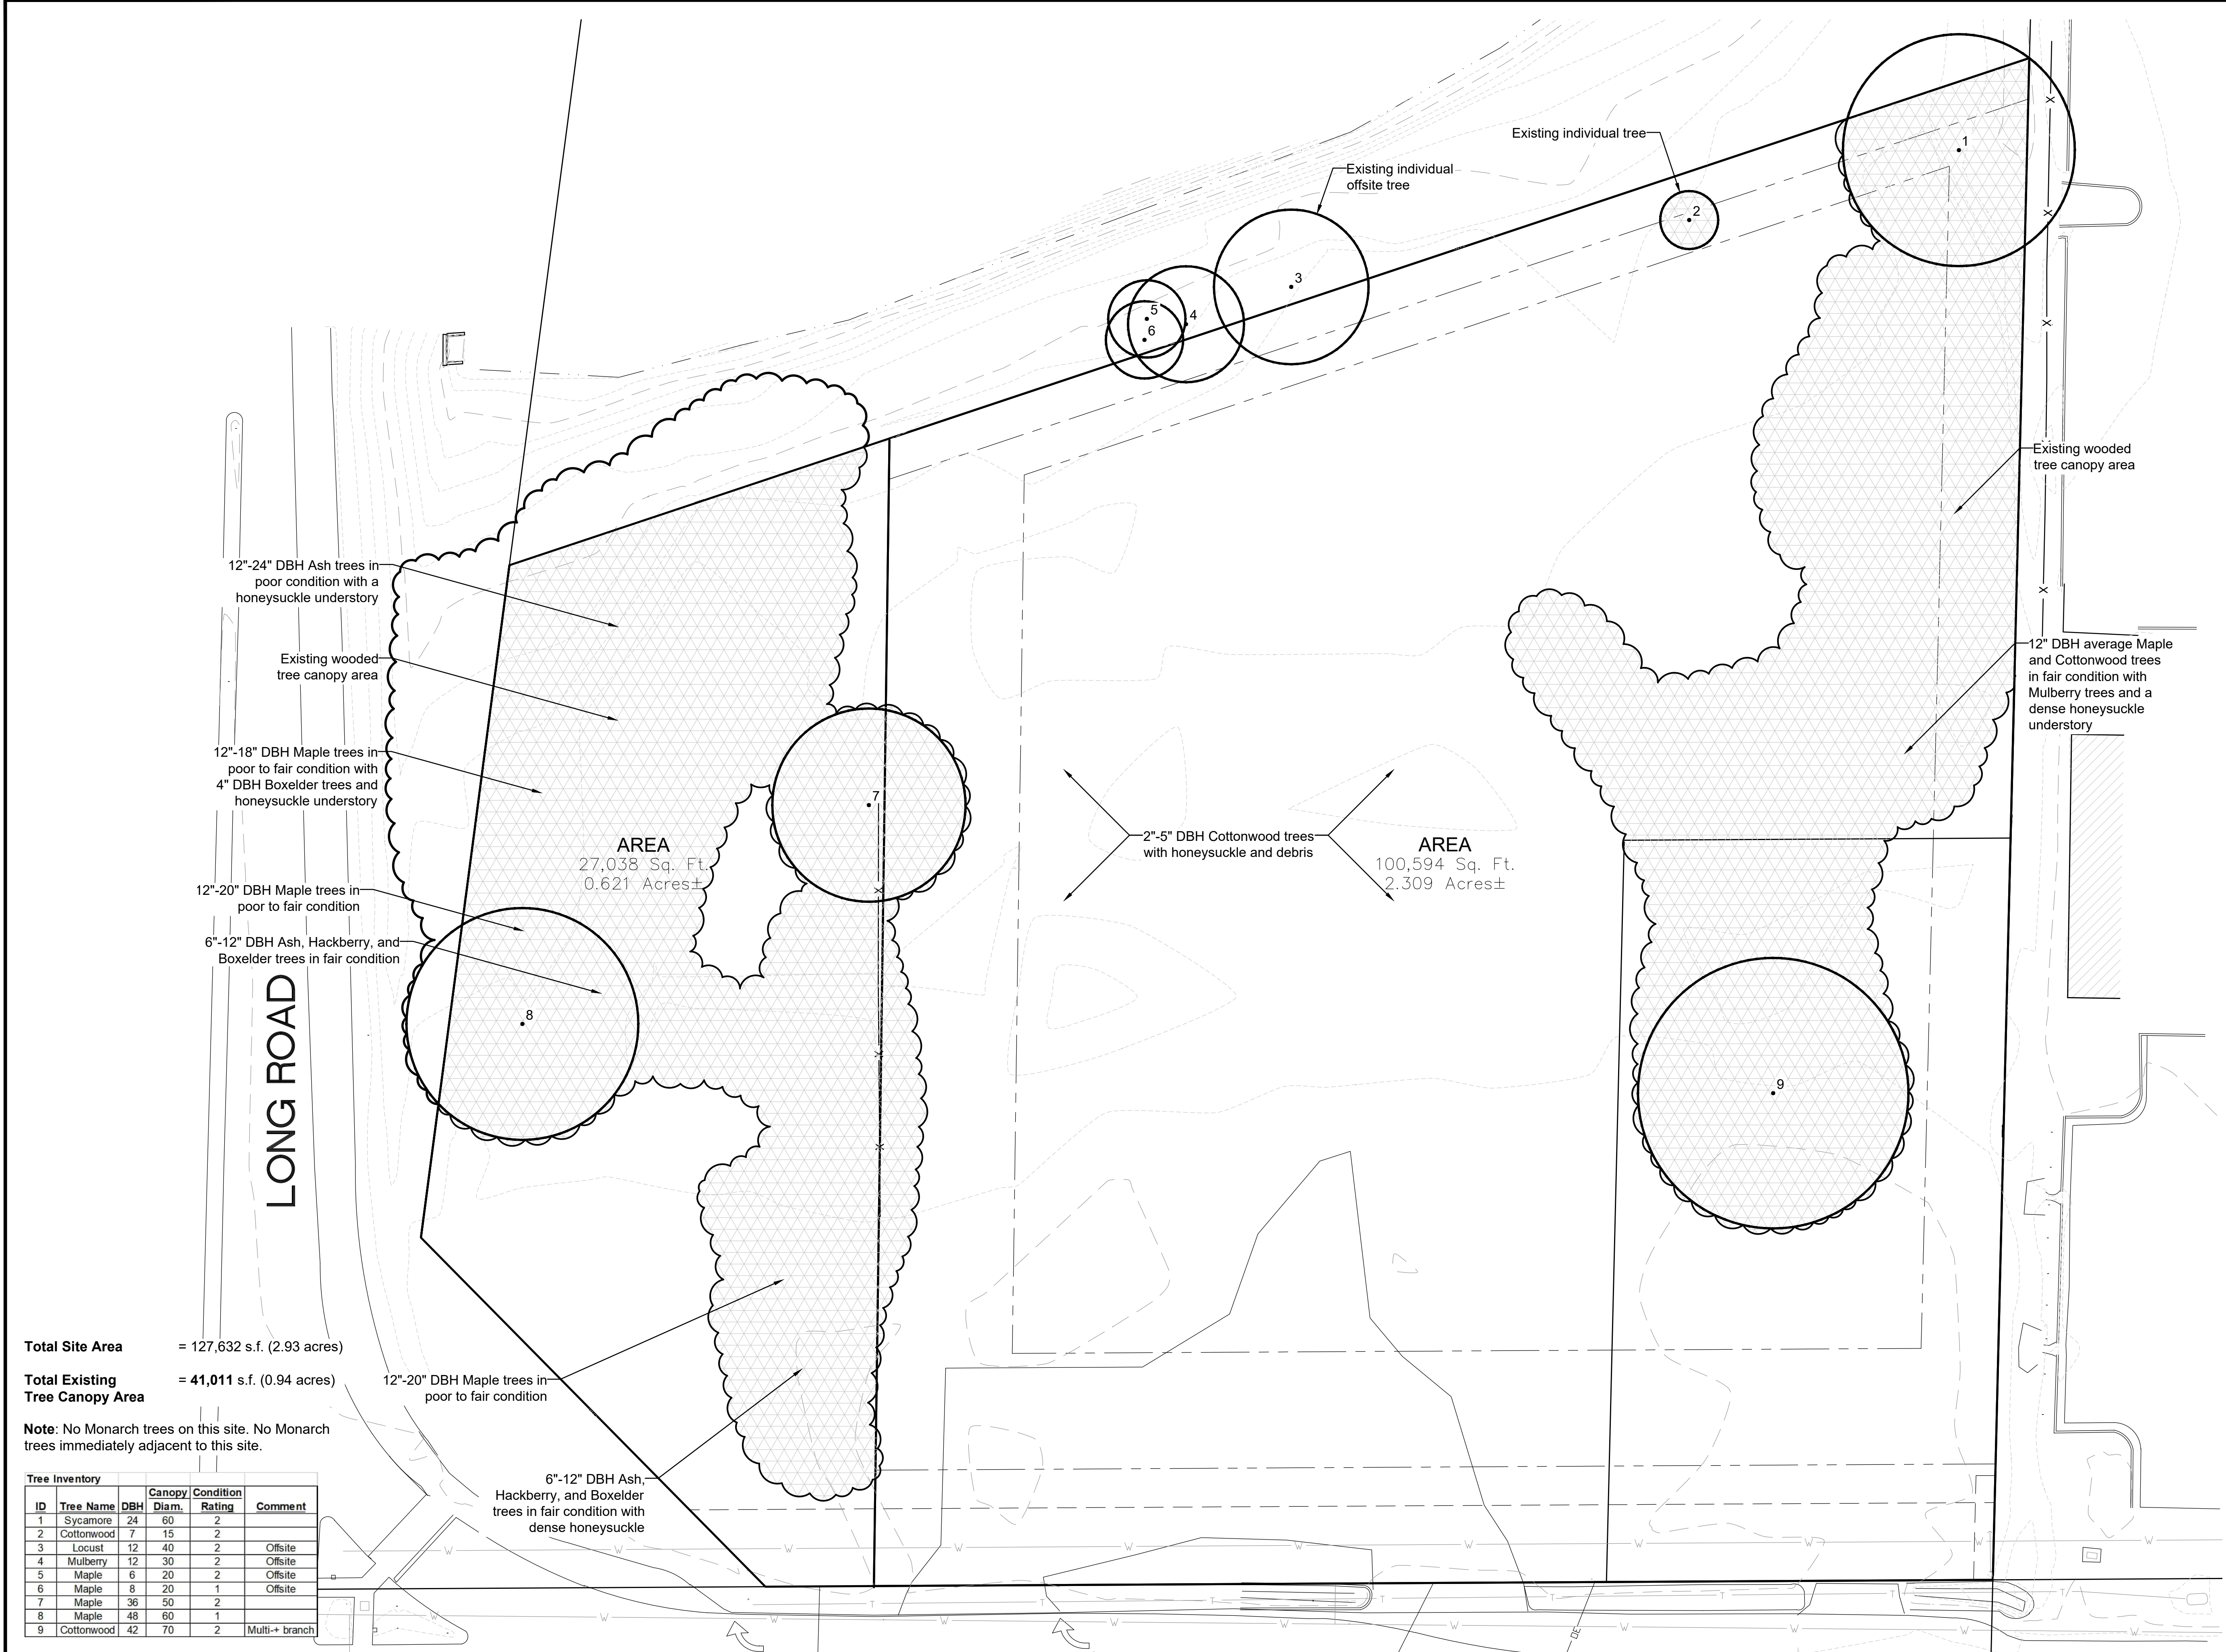 Existing individual tree
Existing individual
offsite tree
1
2
3
4
5
6
Existing wooded
tree canopy area
12"-24" DBH Ash trees in
poor condition with a
honeysuckle understory
Existing wooded
tree canopy area
12" DBH average Maple
and Cottonwood trees
in fair condition with
Mulberry trees and a
dense honeysuckle
understory
12"-18" DBH Maple trees in
poor to fair condition with
4" DBH Boxelder trees and
honeysuckle understory
7
AREA
27,038 Sq. Ft.
0.621 Acres±
2"-5" DBH Cottonwood trees
with honeysuckle and debris
AREA
100,594 Sq. Ft.
2.309 Acres±
12"-20" DBH Maple trees in
poor to fair condition
6"-12" DBH Ash, Hackberry, and
Boxelder trees in fair condition
LONG ROAD
8
9
12"-20" DBH Maple trees in
poor to fair condition
6"-12" DBH Ash,
Hackberry, and Boxelder
trees in fair condition with
dense honeysuckle
Total Site Area = 127,632 s.f. (2.93 acres)
Total Existing = 41,011 s.f. (0.94 acres)
Tree Canopy Area
Note: No Monarch trees on this site. No Monarch
trees immediately adjacent to this site.
Tree Inventory
ID Tree Name DBH Canopy Diam. Condition Rating Comment
1 Sycamore 24 60 2
2 Cottonwood 7 15 2
3 Locust 12 40 2 Offsite
4 Mulberry 12 30 2 Offsite
5 Maple 6 20 2 Offsite
6 Maple 8 20 1 Offsite
7 Maple 36 50 2
8 Maple 48 60 1
9 Cottonwood 42 70 2 Multi-+ branch
X X X X
X X X
W W W W W W W W W W W
T T T T T T T
W W W W W W W W W W
OE